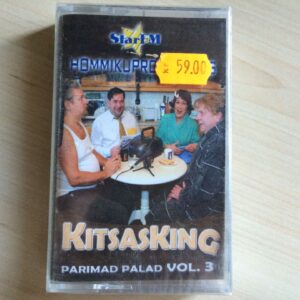 StarFM
59.00
KITSASKING
PARIMAD PALAD VOL. 3